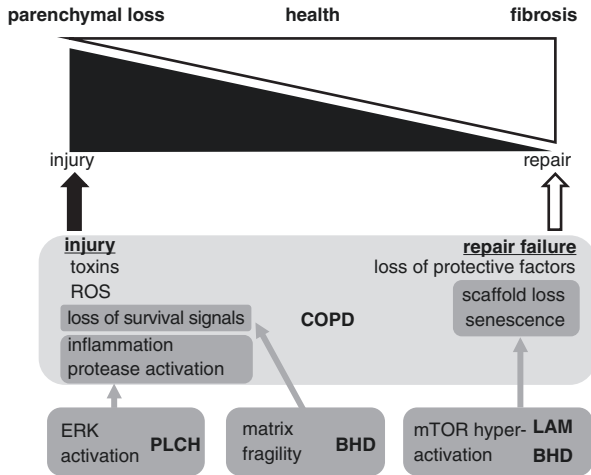 parenchymal loss health fibrosis
injury repair
injury
toxins
ROS
loss of survival signals
inflammation
protease activation
COPD
repair failure
loss of protective factors
scaffold loss
senescence
ERK
activation PLCH
matrix
fragility BHD
mTOR hyper- LAM
activation BHD